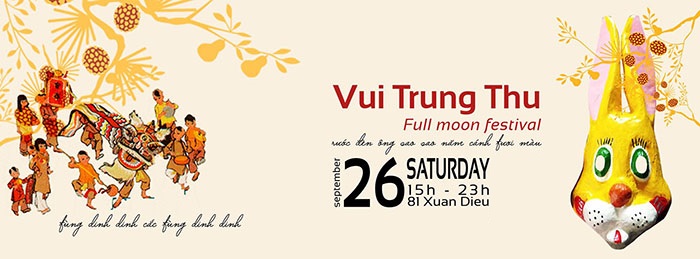 Vui Trung Thu
Full moon festival
rước đèn ông sao sao năm cánh tươi màu
september
26 SATURDAY
15h - 23h
81 Xuan Dieu
tùng dinh dinh cắc tùng dinh dinh